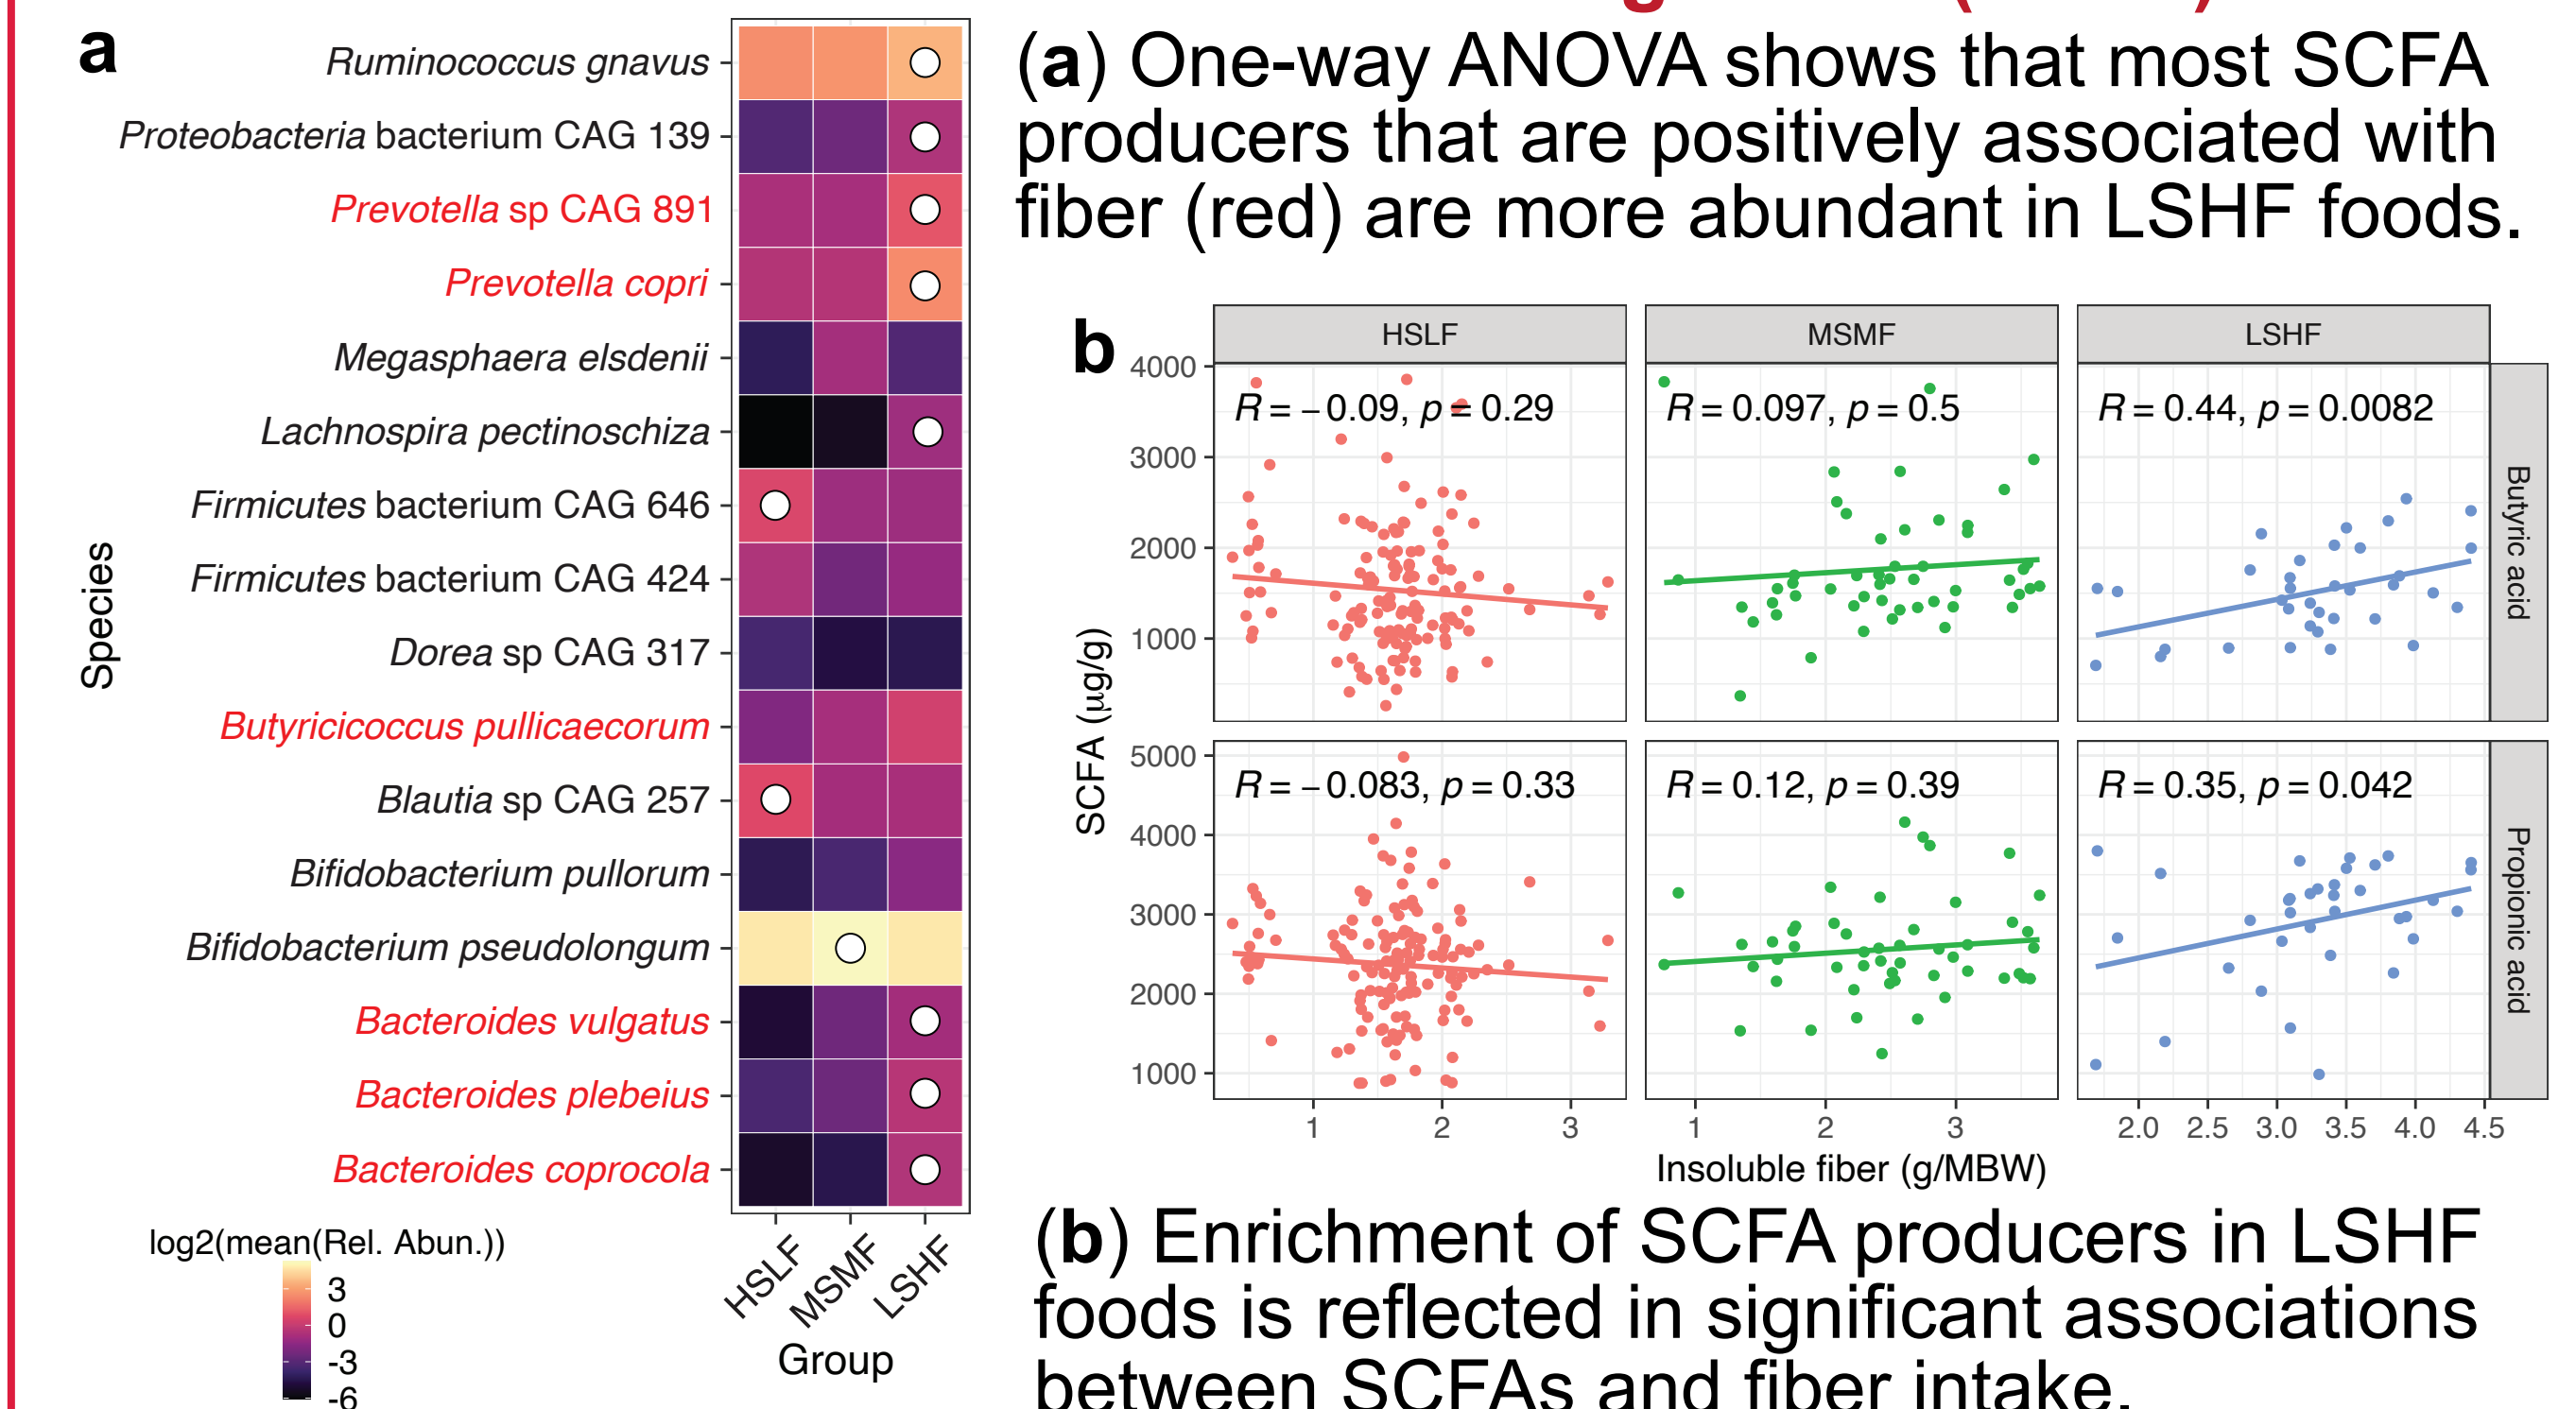 a
Ruminococcus gnavus
Proteobacteria bacterium CAG 139
Prevotella sp CAG 891
Prevotella copri
Megasphaera elsdenii
Lachnospira pectinoschiza
Firmicutes bacterium CAG 646
Firmicutes bacterium CAG 424
Dorea sp CAG 317
Butyricicoccus pullicaecorum
Blautia sp CAG 257
Bifidobacterium pullorum
Bifidobacterium pseudolongum
Bacteroides vulgatus
Bacteroides plebeius
Bacteroides coprocola
Species
HSLF MSMF LSHF
Group
log2(mean(Rel. Abun.))
3
0
-3
-6
(a) One-way ANOVA shows that most SCFA
producers that are positively associated with
fiber (red) are more abundant in LSHF foods.
b
HSLF MSMF LSHF
4000
3000
2000
1000
R = −0.09, p = 0.29
R = 0.097, p = 0.5
R = 0.44, p = 0.0082
Butyric acid
SCFA (µg/g)
5000
4000
3000
2000
1000
R = −0.083, p = 0.33
R = 0.12, p = 0.39
R = 0.35, p = 0.042
Propionic acid
1 2 3 1 2 3 2.0 2.5 3.0 3.5 4.0 4.5
Insoluble fiber (g/MBW)
(b) Enrichment of SCFA producers in LSHF
foods is reflected in significant associations
between SCFAs and fiber intake.